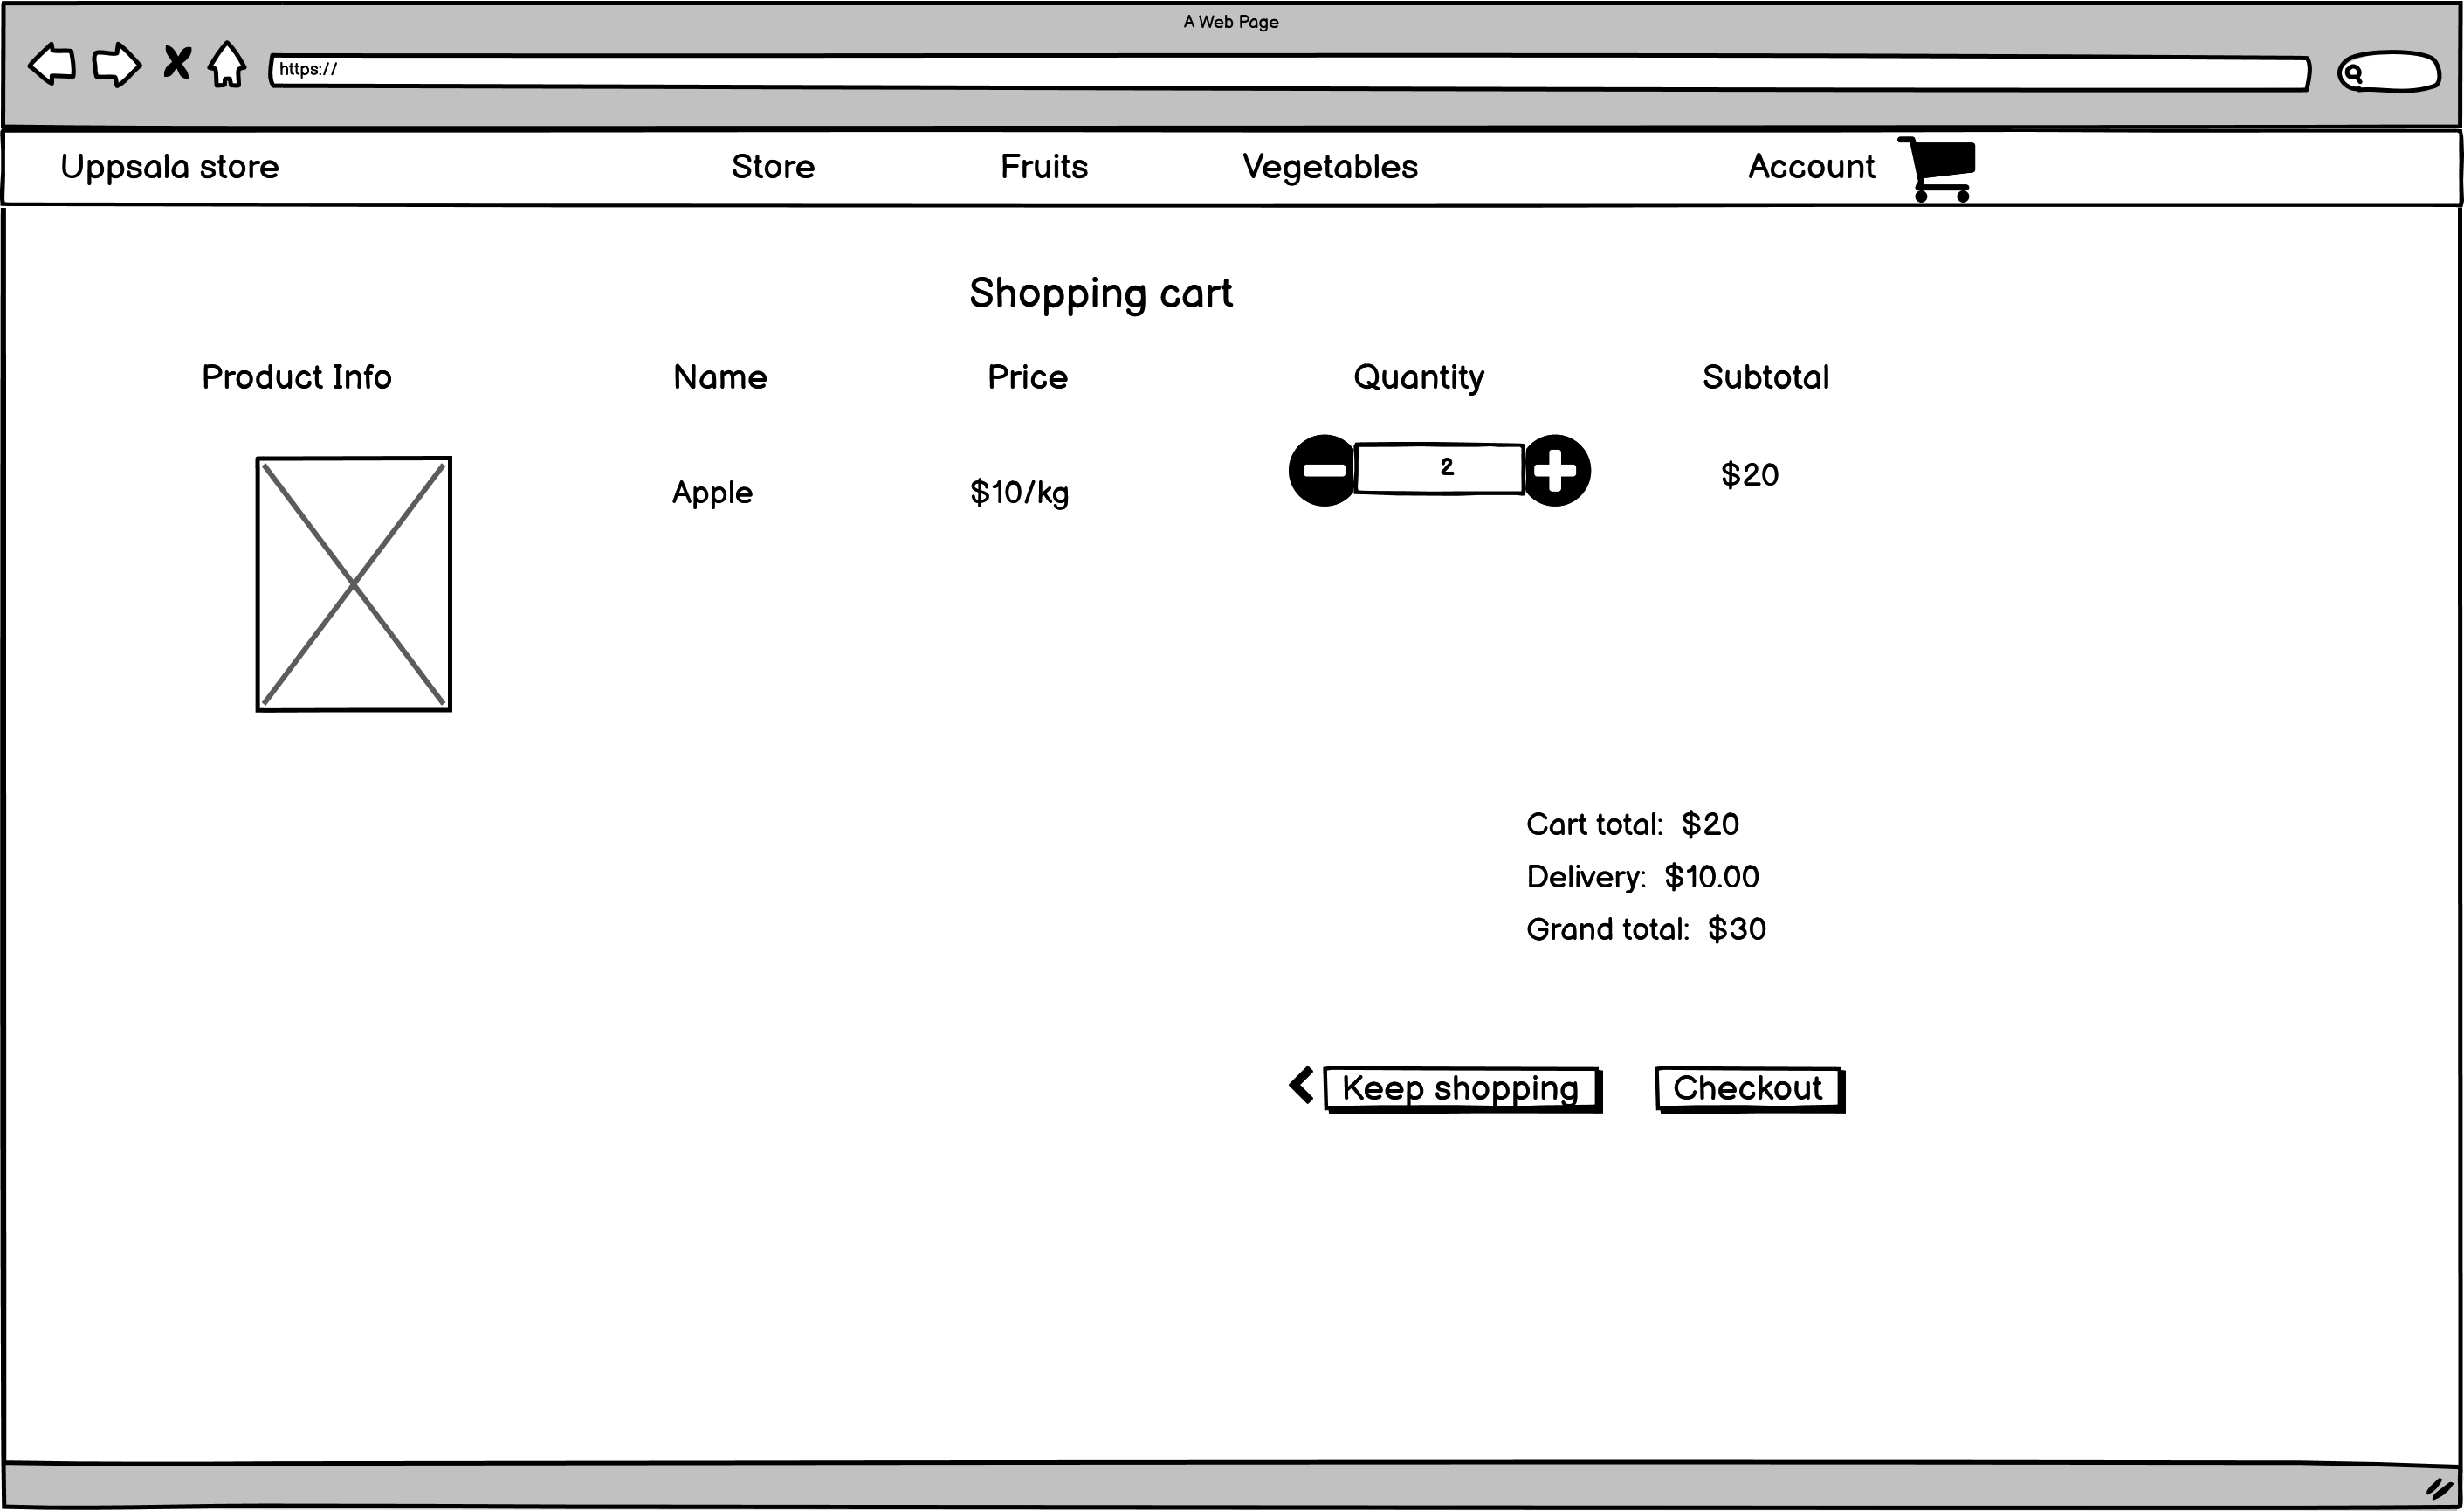 A Web Page
https://
Uppsala store Store Fruits Vegetables Account
Shopping cart
Product Info Name Price Quantity Subtotal
Apple $10/kg 2 $20
Cart total: $20
Delivery: $10.00
Grand total: $30
Keep shopping Checkout